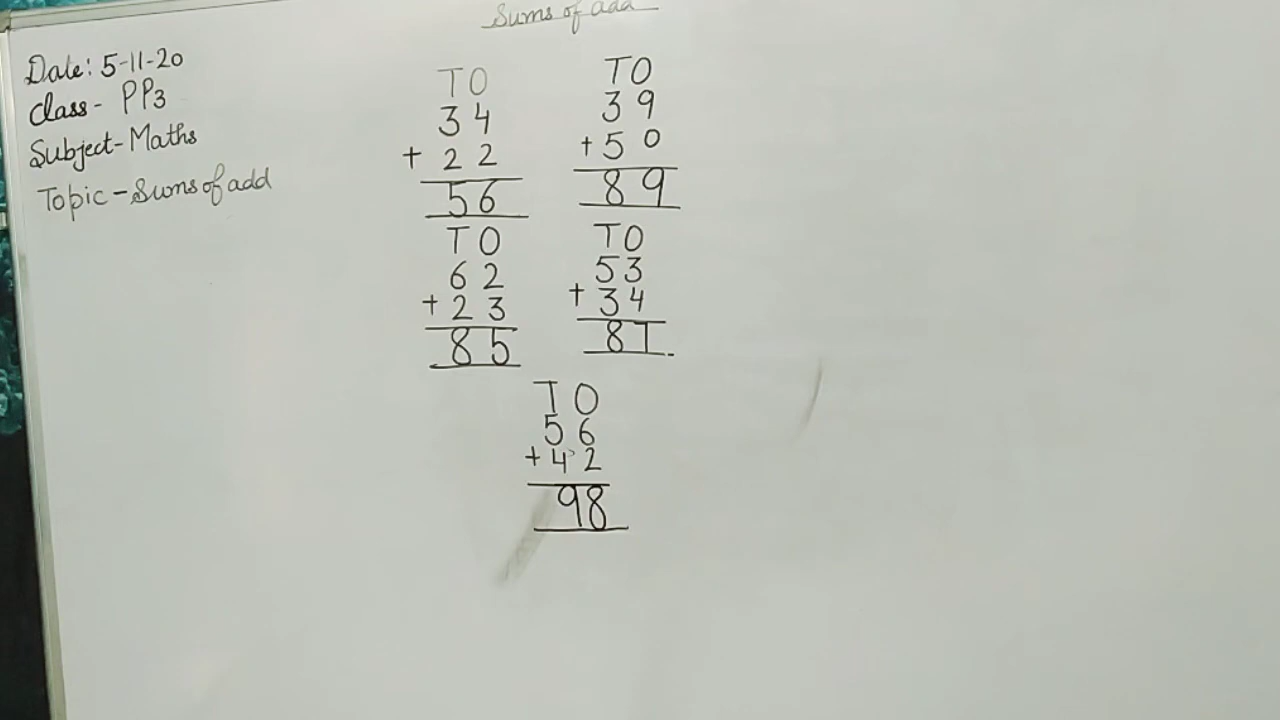 Sums of add
Date: 5-11-20
Class- PP3
Subject-Maths
Topic-Sums of add
T O
3 4
+ 2 2
5 6
T O
3 9
+ 5 0
8 9
T O
6 2
+ 2 3
8 5
T O
5 3
+ 3 4
8 7
T O
5 6
+ 4 2
9 8